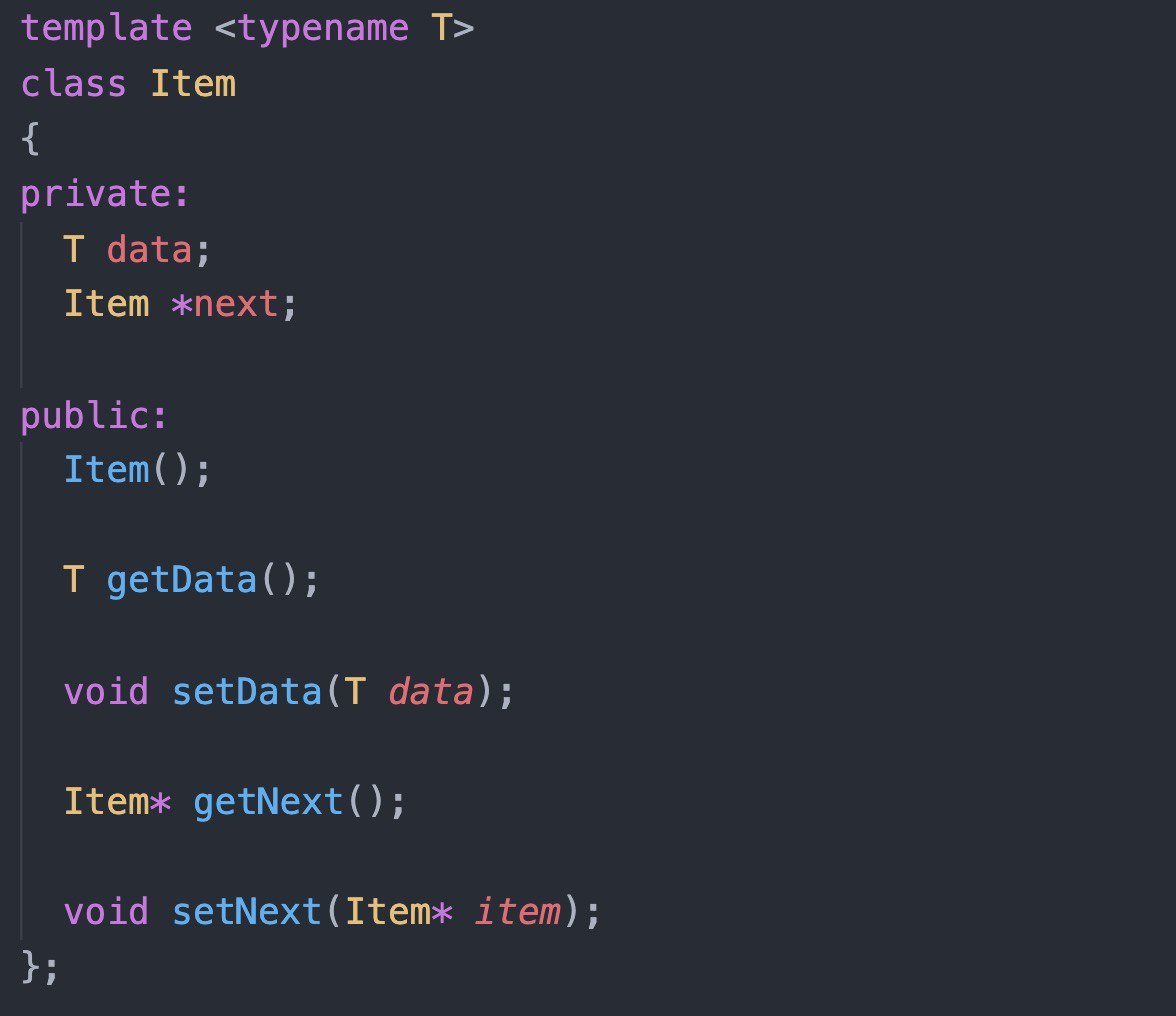 template <typename T>
class Item
{
private:
  T data;
  Item *next;

public:
  Item();

  T getData();

  void setData(T data);

  Item* getNext();

  void setNext(Item* item);
};